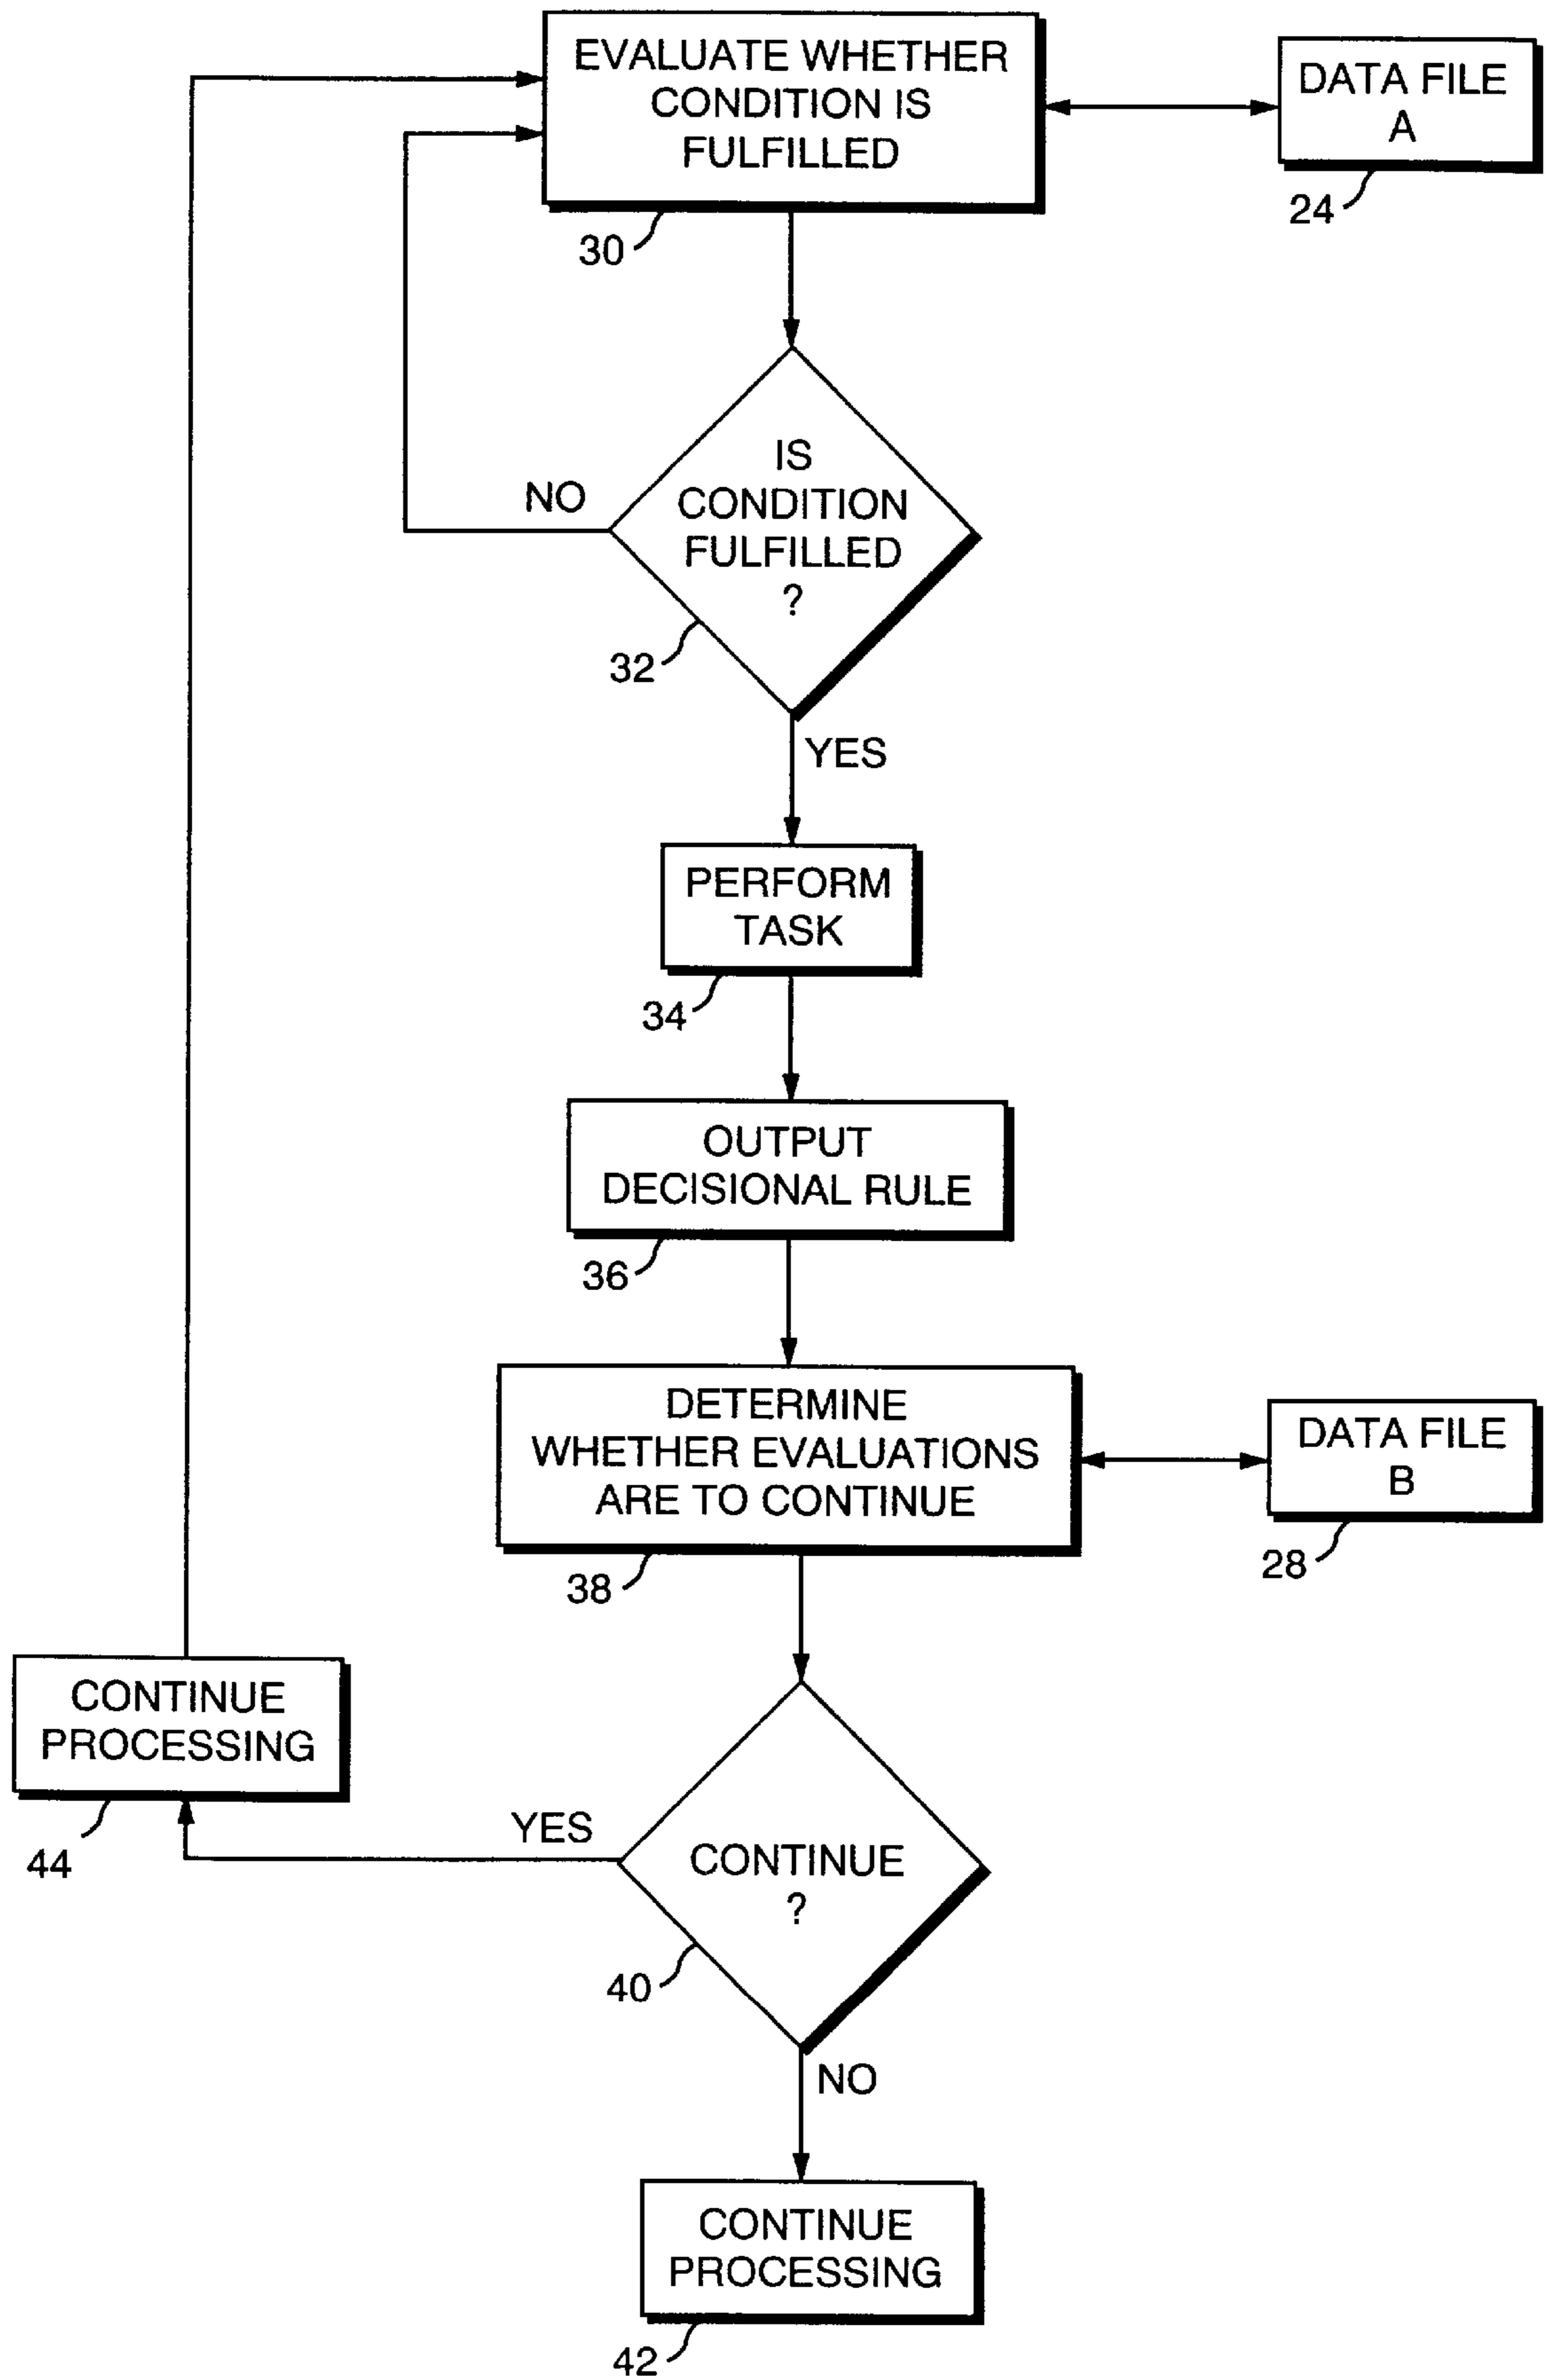 EVALUATE WHETHER
CONDITION IS
FULFILLED
30
DATA FILE
A
24
IS
CONDITION
FULFILLED
?
NO
32
YES
PERFORM
TASK
34
OUTPUT
DECISIONAL RULE
36
DETERMINE
WHETHER EVALUATIONS
ARE TO CONTINUE
38
DATA FILE
B
28
CONTINUE
PROCESSING
44
YES
CONTINUE
?
40
NO
CONTINUE
PROCESSING
42